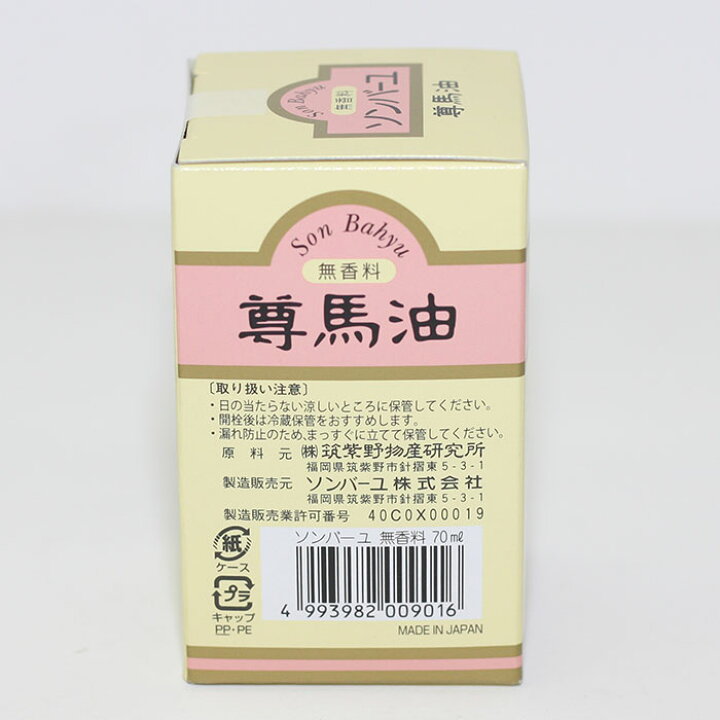 Son Bahyu
無香料
ソンバーユ
尊馬油
Son Bahyu
無香料
尊馬油
〔取り扱い注意〕
・日の当たらない涼しいところに保管してください。
・開栓後は冷蔵保管をおすすめします。
・漏れ防止のため、まっすぐに立てて保管してください。
原料元 ㈱筑紫野物産研究所
福岡県筑紫野市針摺東5-3-1
製造販売元 ソンバーユ株式会社
福岡県筑紫野市針摺東5-3-1
製造販売業許可番号 40C0X00019
ソンバーユ 無香料 70㎖
紙
ケース
プラ
キャップ
PP・PE
4 993982 009016
MADE IN JAPAN